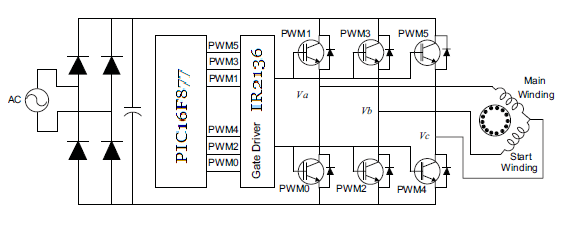 PWM1
PWM3
PWM5
PWM5
PWM3
PWM1
PIC16F877
IR2136
Gate Driver
AC
Va
Vb
Vc
Main
Winding
PWM4
PWM2
PWM0
Start
Winding
PWM0
PWM2
PWM4